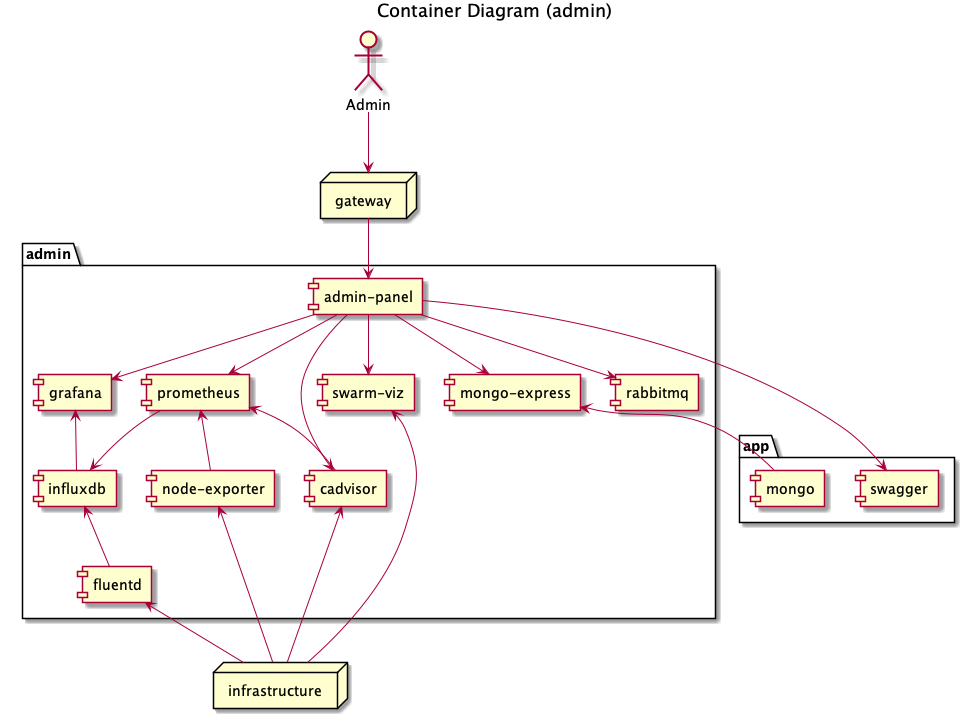 Container Diagram (admin)
Admin
gateway
admin
admin-panel
grafana
prometheus
swarm-viz
mongo-express
rabbitmq
app
influxdb
node-exporter
cadvisor
mongo
swagger
fluentd
infrastructure